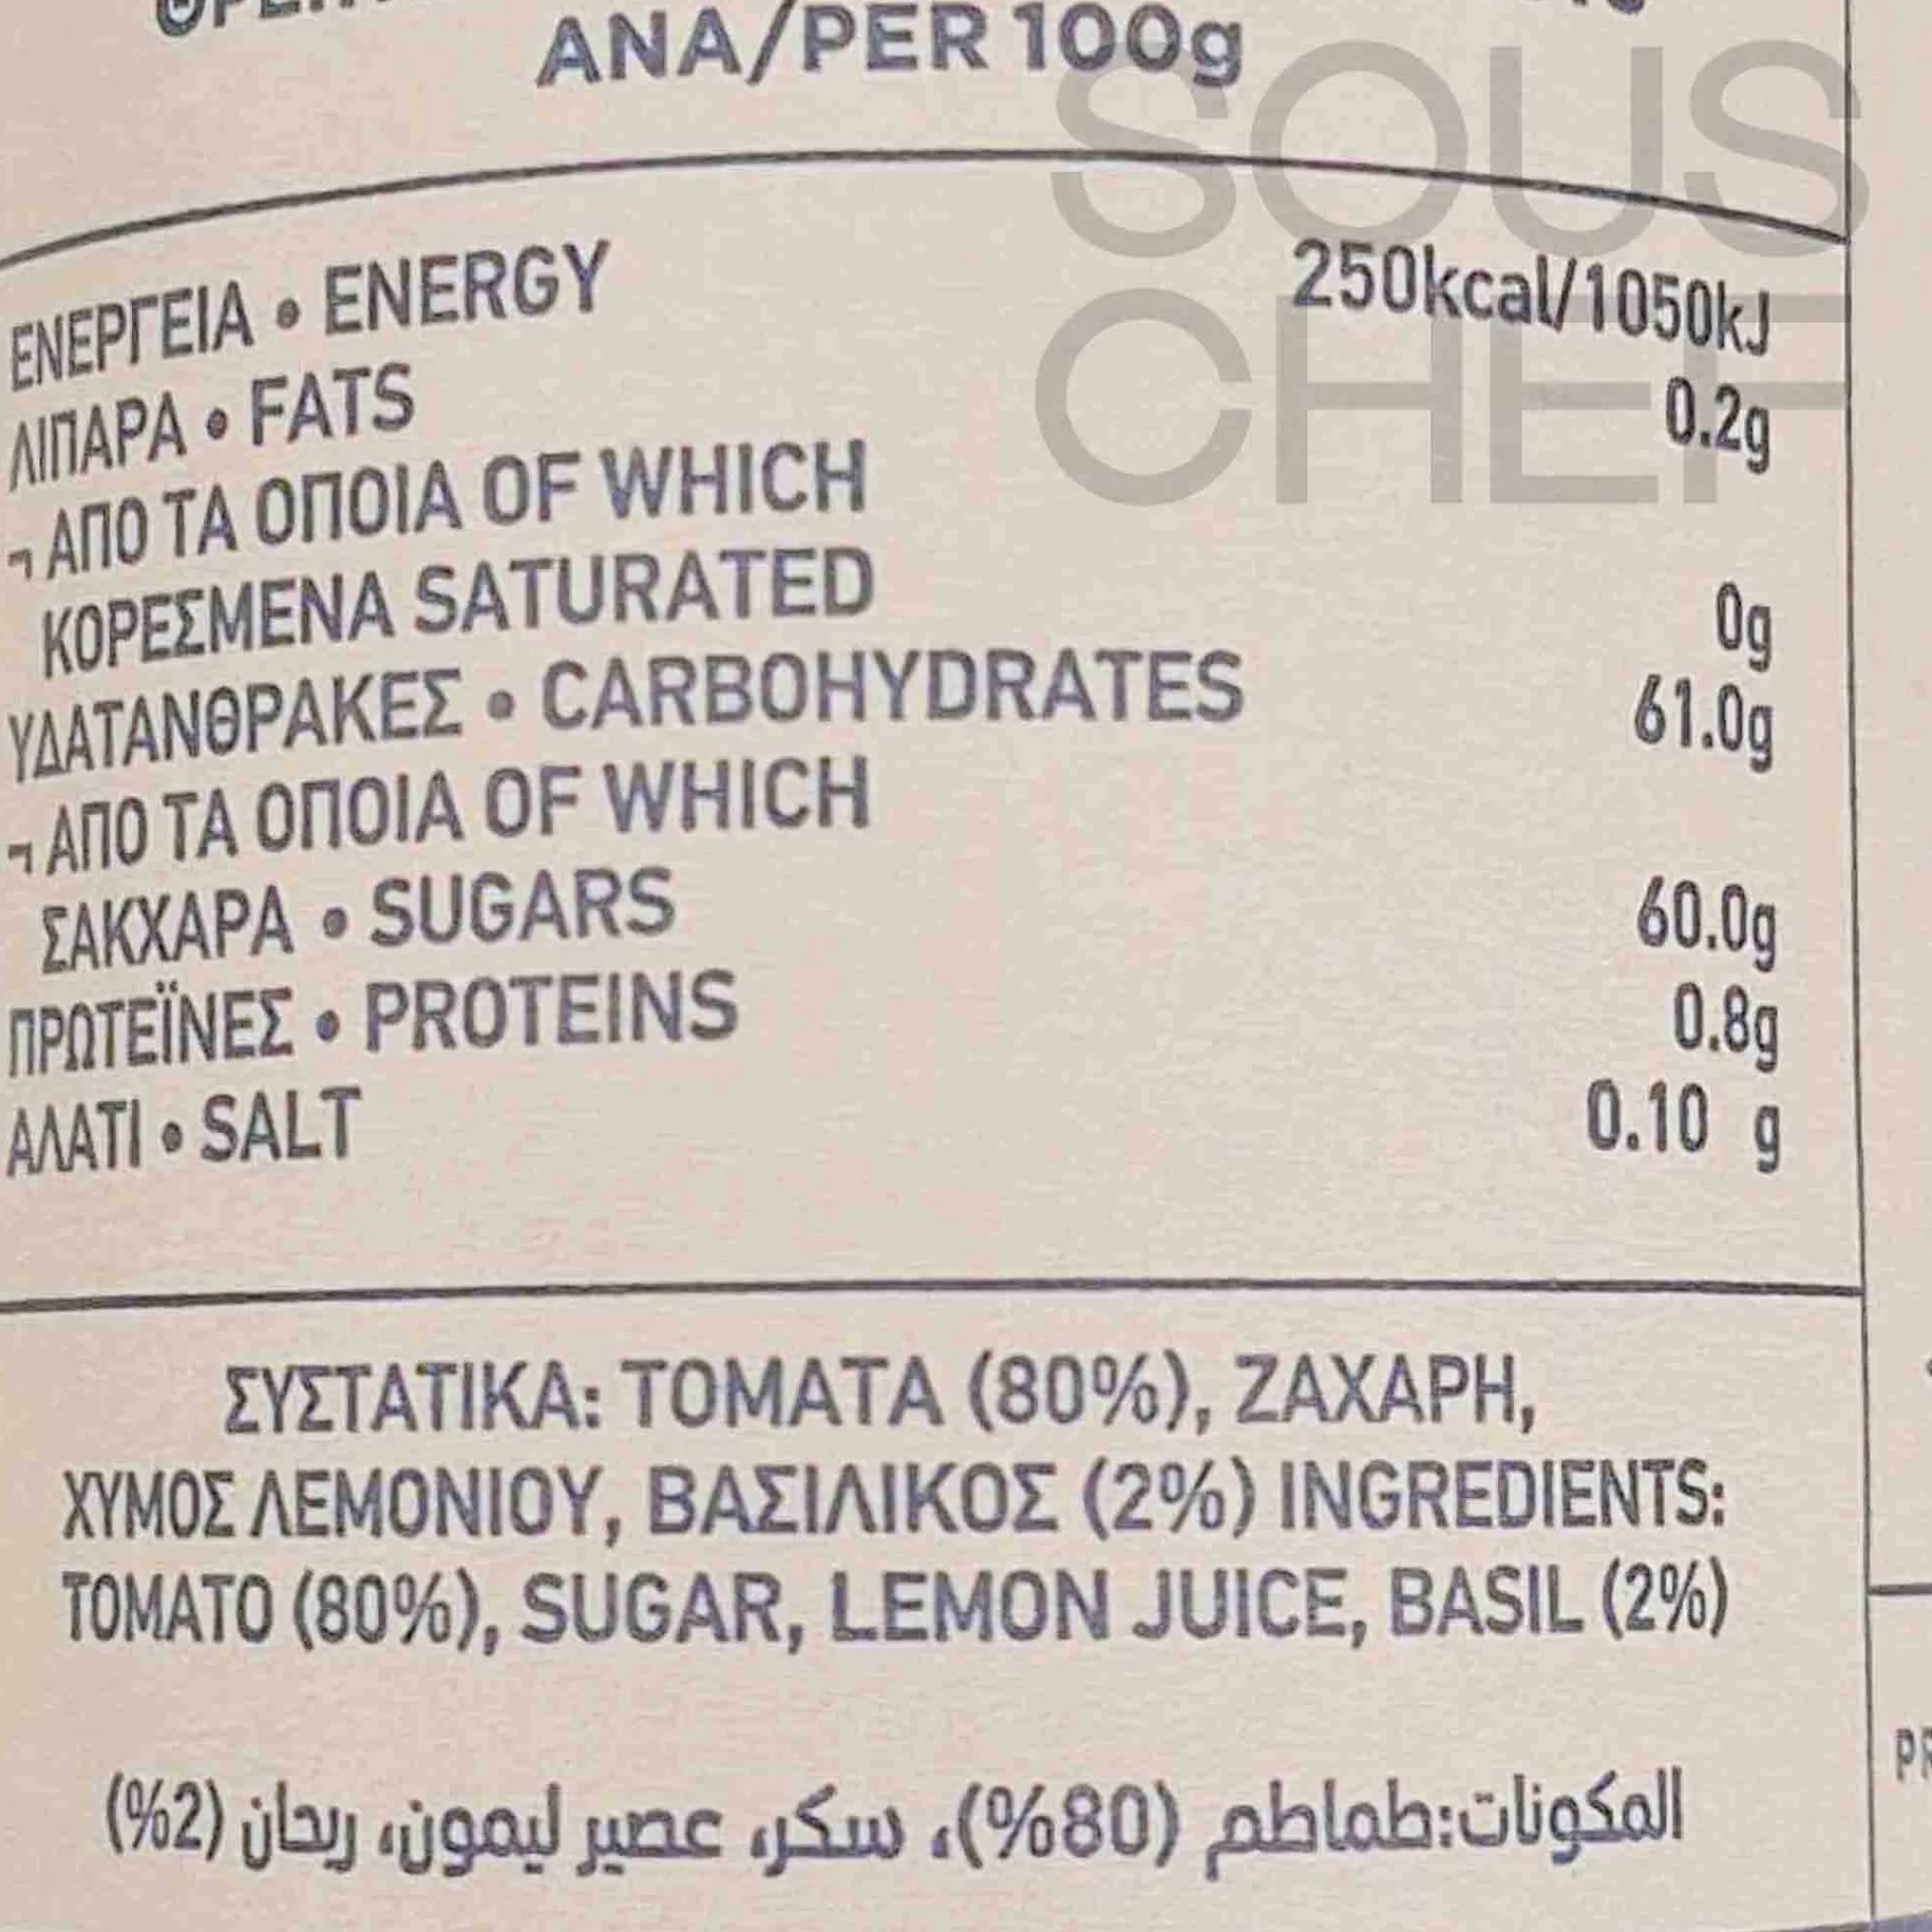 ANA/PER 100g
SOUS
CHEF
ΕΝΕΡΓΕΙΑ • ENERGY 250kcal/1050kJ
ΛΙΠΑΡΑ • FATS 0.2g
¬ ΑΠΟ ΤΑ ΟΠΟΙΑ OF WHICH
ΚΟΡΕΣΜΕΝΑ SATURATED 0g
ΥΔΑΤΑΝΘΡΑΚΕΣ • CARBOHYDRATES 61.0g
¬ ΑΠΟ ΤΑ ΟΠΟΙΑ OF WHICH
ΣΑΚΧΑΡΑ • SUGARS 60.0g
ΠΡΩΤΕΪΝΕΣ • PROTEINS 0.8g
ΑΛΑΤΙ • SALT 0.10 g
ΣΥΣΤΑΤΙΚΑ: ΤΟΜΑΤΑ (80%), ΖΑΧΑΡΗ,
ΧΥΜΟΣ ΛΕΜΟΝΙΟΥ, ΒΑΣΙΛΙΚΟΣ (2%) INGREDIENTS:
TOMATO (80%), SUGAR, LEMON JUICE, BASIL (2%)
المكونات:طماطم (80%)، سكر، عصير ليمون، ريحان (2%)